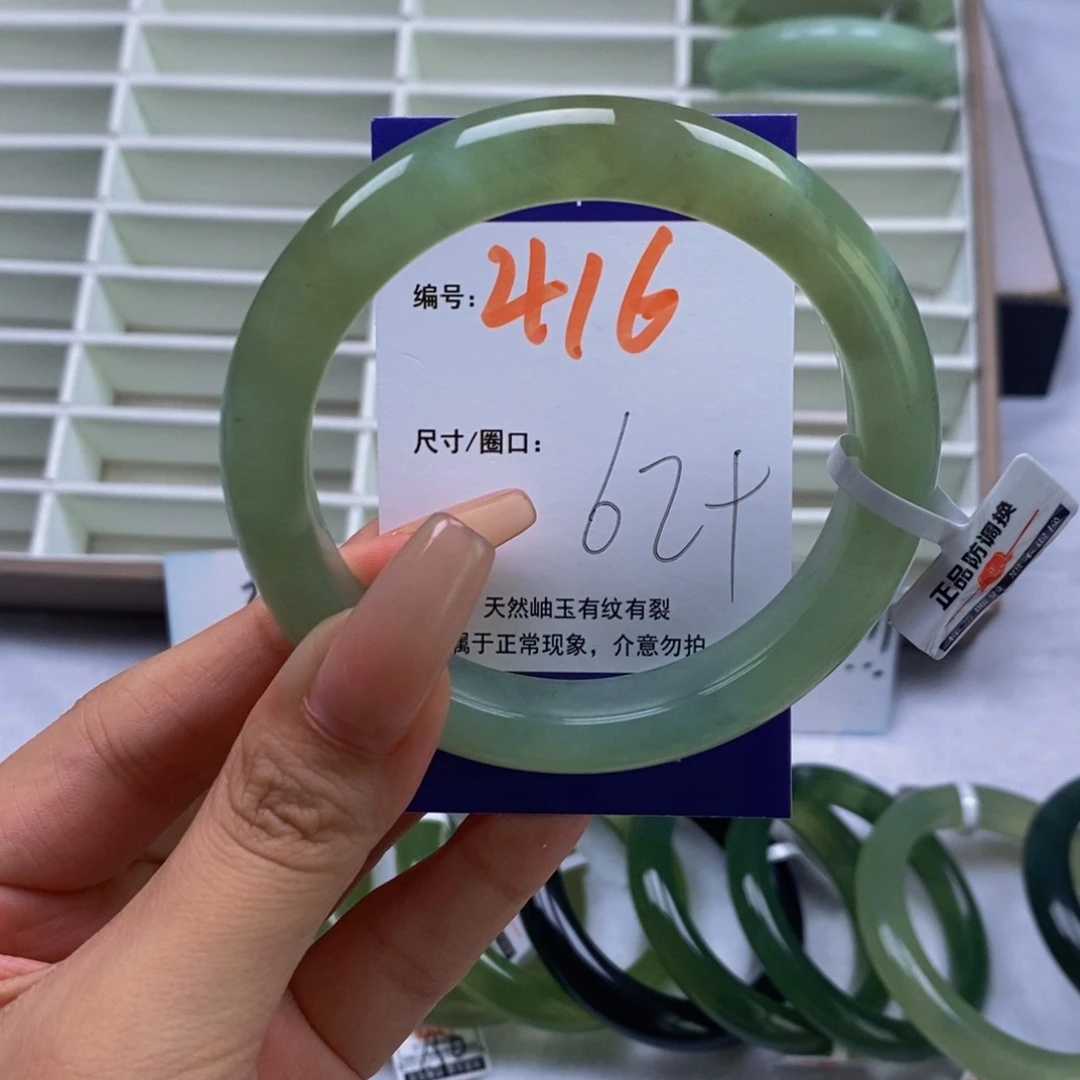 编号：416
尺寸/圈口：62+
天然岫玉有纹有裂
属于正常现象，介意勿拍
正品防调换